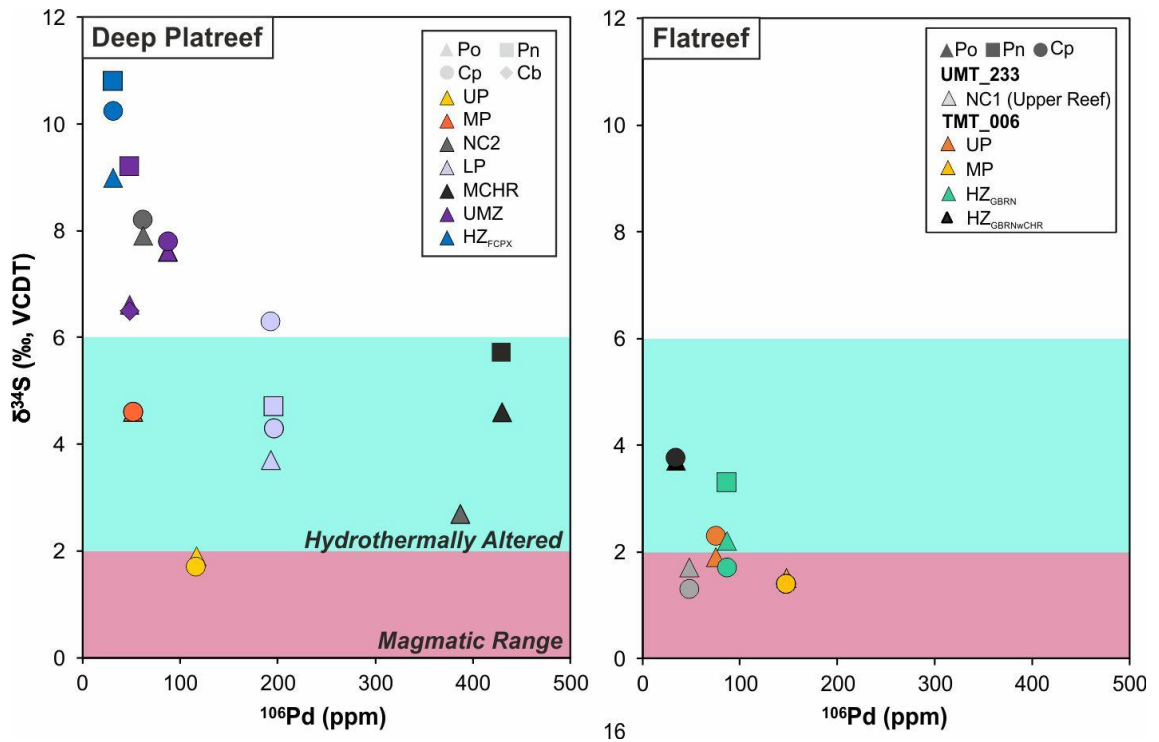 Deep Platreef
Po Pn
Cp Cb
UP
MP
NC2
LP
MCHR
UMZ
HZFCPX
Hydrothermally Altered
Magmatic Range
12
10
8
6
4
2
0
δ³⁴S (‰, VCDT)
0 100 200 300 400 500
¹⁰⁶Pd (ppm)
Flatreef
Po Pn Cp
UMT_233
NC1 (Upper Reef)
TMT_006
UP
MP
HZGBRN
HZGBRNwCHR
12
10
8
6
4
2
0
0 100 200 300 400 500
¹⁰⁶Pd (ppm)
16